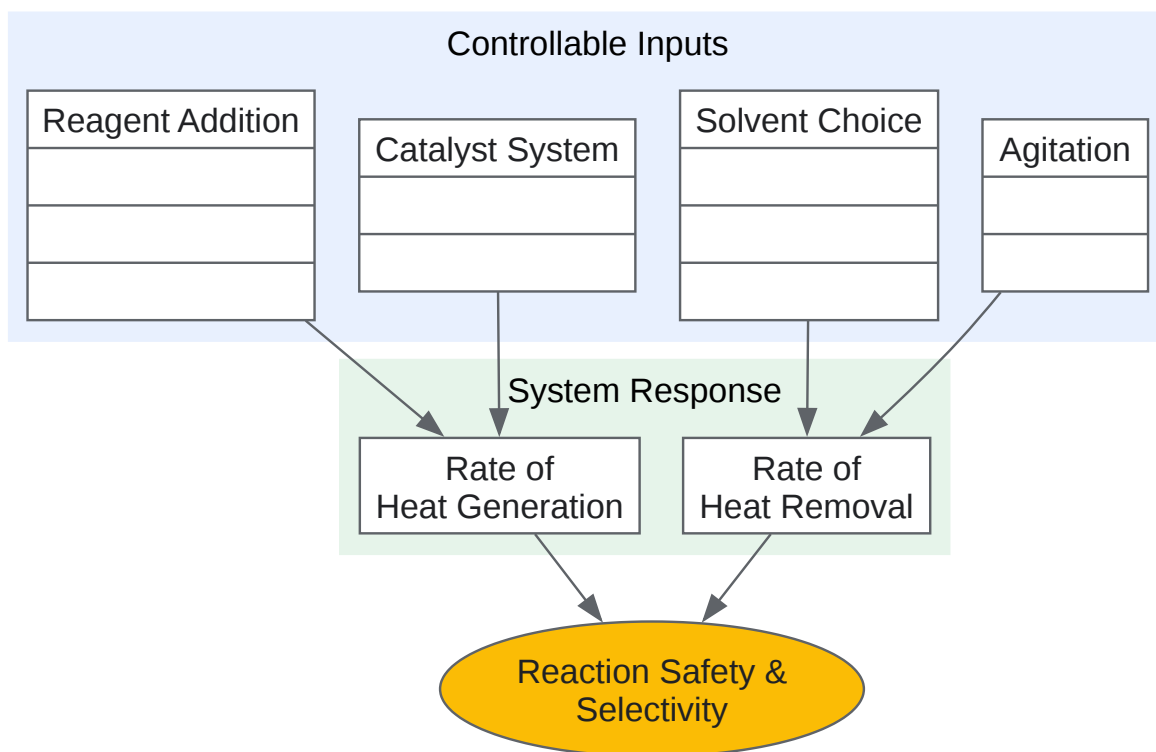 Controllable Inputs
Reagent Addition
Catalyst System
Solvent Choice
Agitation
System Response
Rate of
Heat Generation
Rate of
Heat Removal
Reaction Safety &
Selectivity